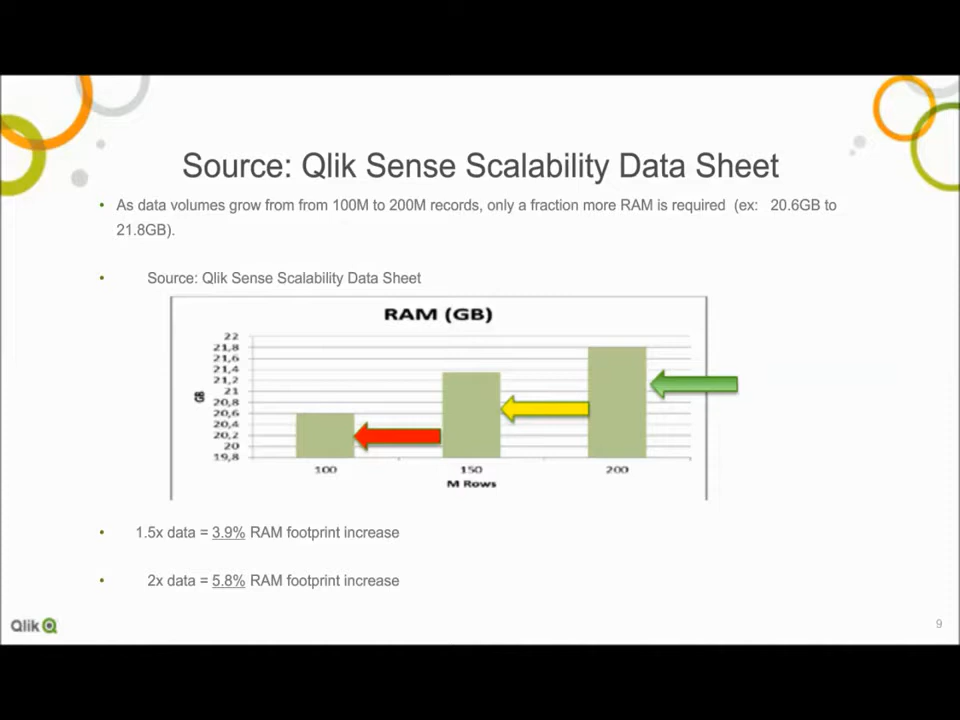 Source: Qlik Sense Scalability Data Sheet
• As data volumes grow from from 100M to 200M records, only a fraction more RAM is required (ex: 20.6GB to
21.8GB).
• Source: Qlik Sense Scalability Data Sheet
RAM (GB)
22
21,8
21,6
21,4
21,2
21
20,8
20,6
20,4
20,2
20
19,8
GB
100 150 200
M Rows
• 1.5x data = 3.9% RAM footprint increase
• 2x data = 5.8% RAM footprint increase
Qlik
9